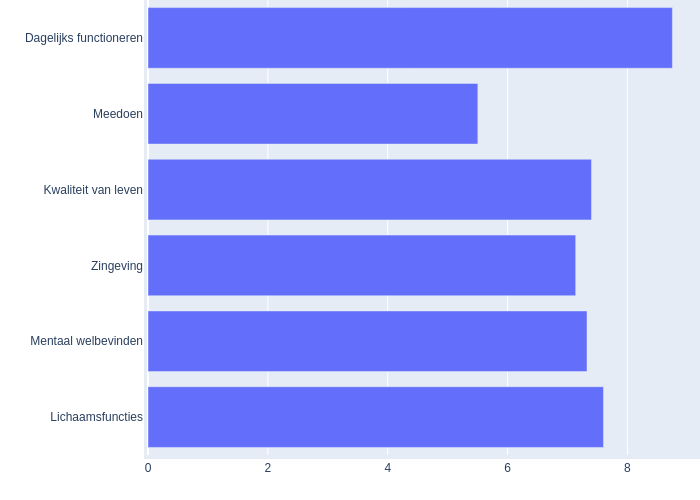 Dagelijks functioneren
Meedoen
Kwaliteit van leven
Zingeving
Mentaal welbevinden
Lichaamsfuncties
0 2 4 6 8